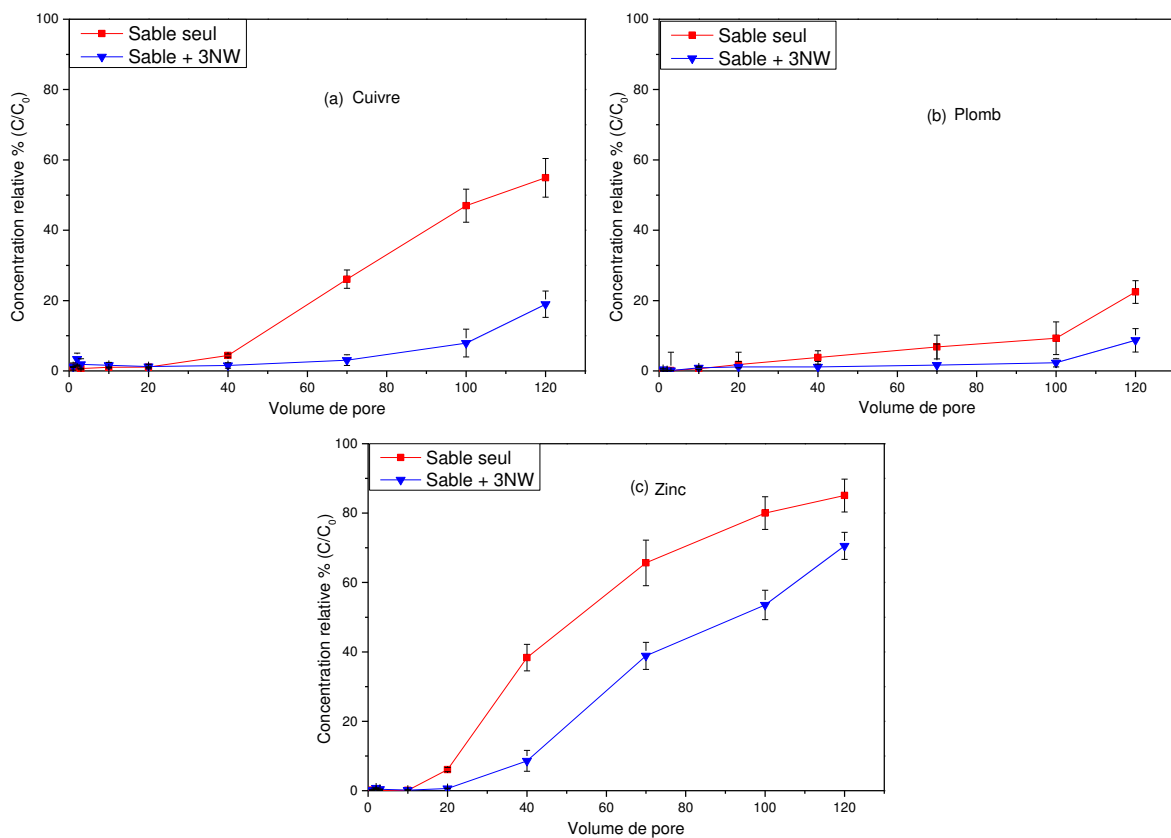 Sable seul
Sable + 3NW
(a) Cuivre
Concentration relative % (C/C₀)
100
80
60
40
20
0
0 20 40 60 80 100 120
Volume de pore
Sable seul
Sable + 3NW
(b) Plomb
Concentration relative % (C/C₀)
100
80
60
40
20
0
0 20 40 60 80 100 120
Volume de pore
Sable seul
Sable + 3NW
(c) Zinc
Concentration relative % (C/C₀)
100
80
60
40
20
0
0 20 40 60 80 100 120
Volume de pore